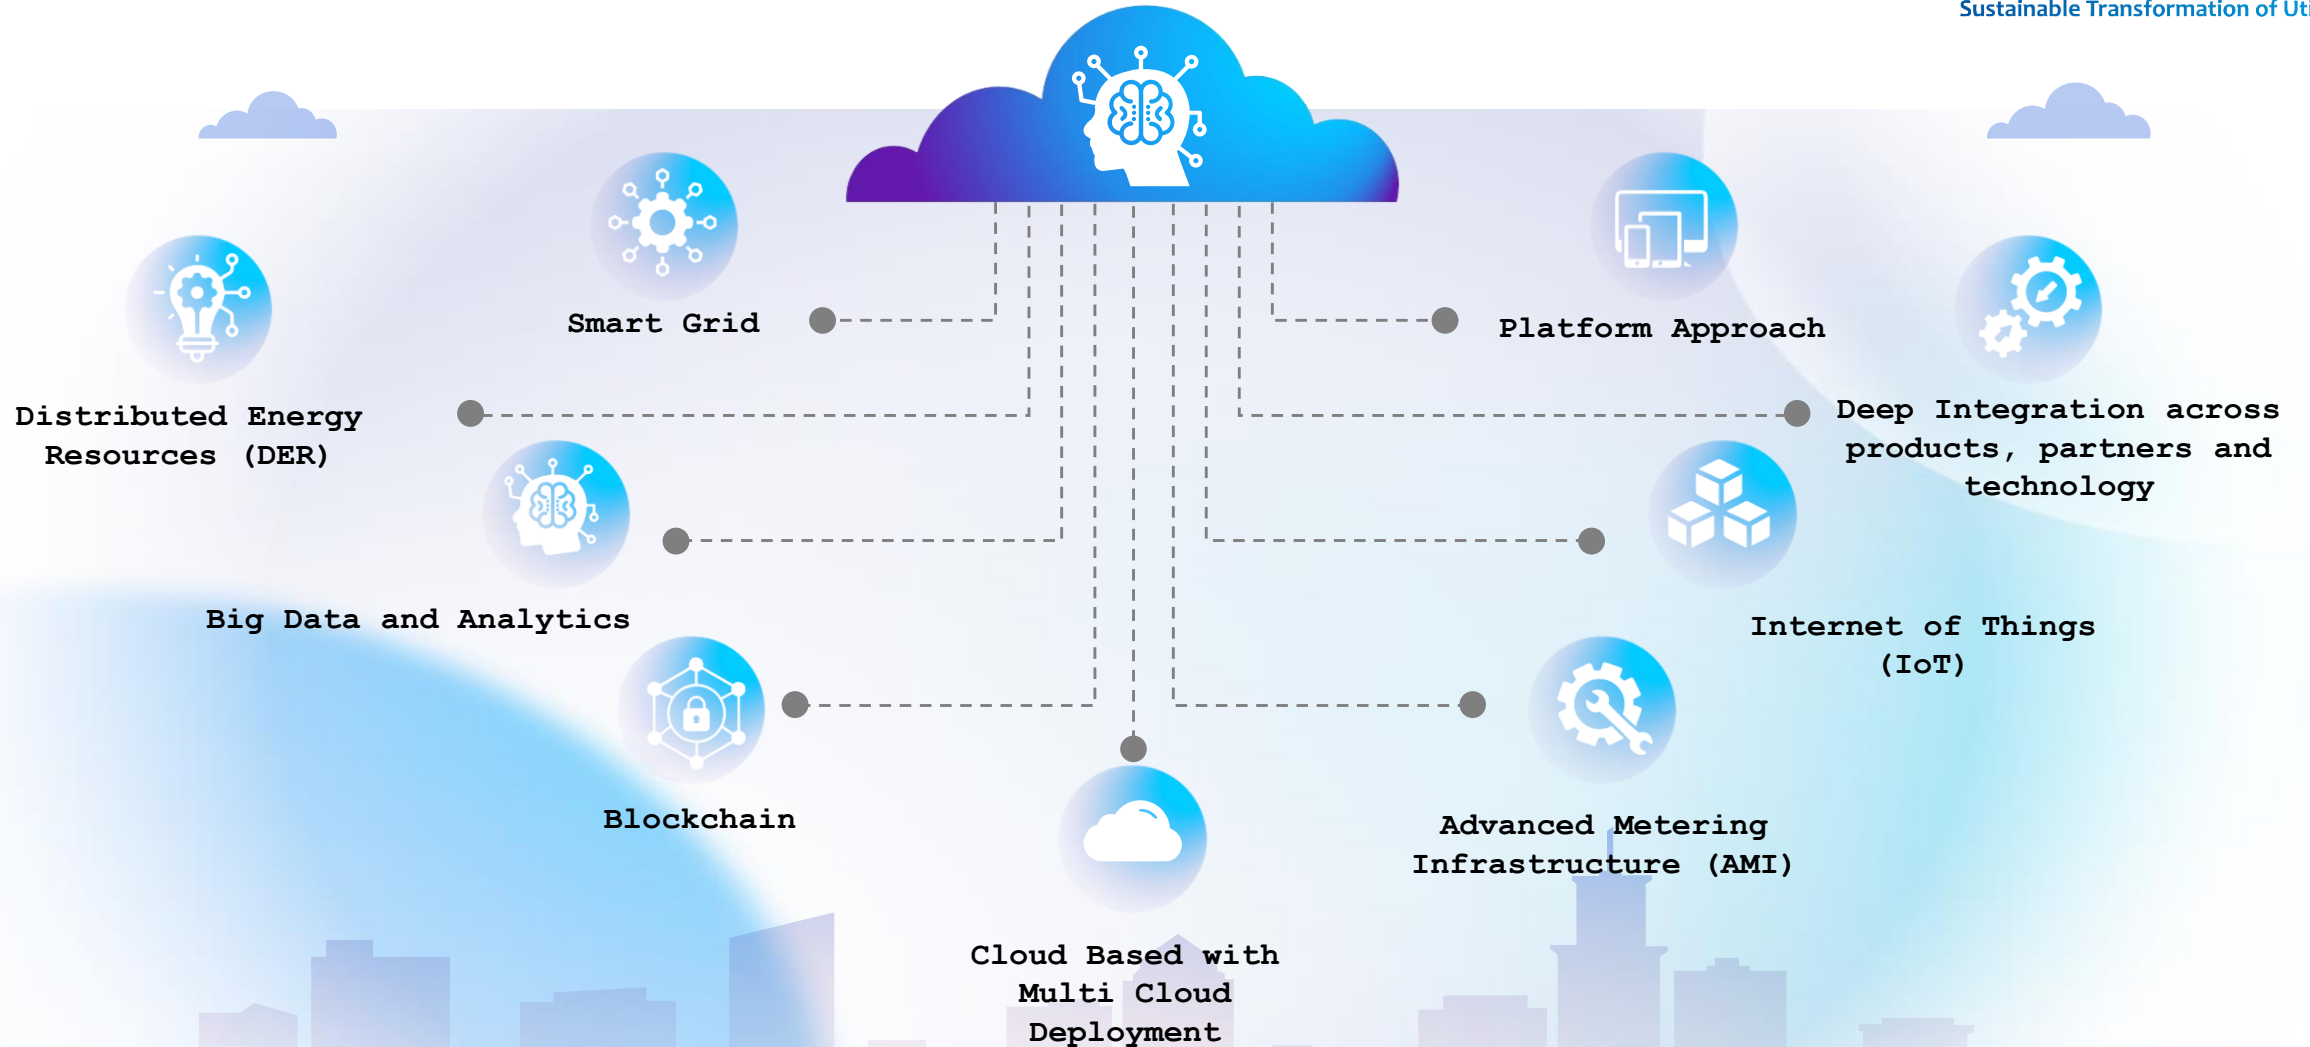 Sustainable Transformation of
Smart Grid
Platform Approach
Distributed Energy
Resources (DER)
Deep Integration across
products, partners and
technology
Big Data and Analytics
Internet of Things
(IoT)
Blockchain
Advanced Metering
Infrastructure (AMI)
Cloud Based with
Multi Cloud
Deployment